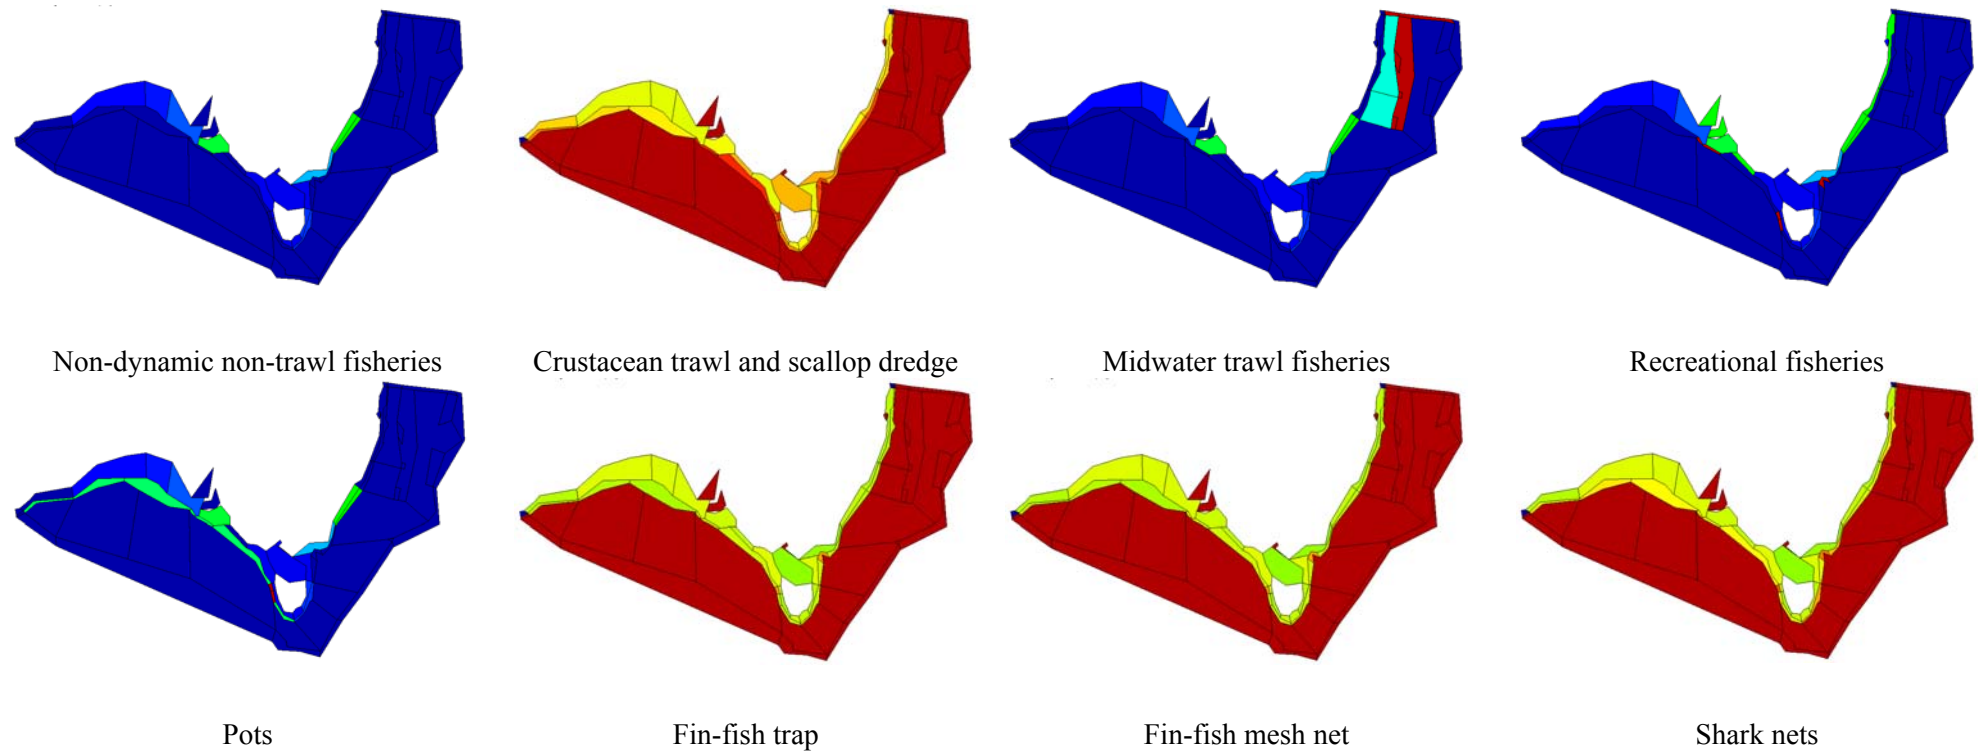 Non-dynamic non-trawl fisheries
Crustacean trawl and scallop dredge
Midwater trawl fisheries
Recreational fisheries
Pots
Fin-fish trap
Fin-fish mesh net
Shark nets